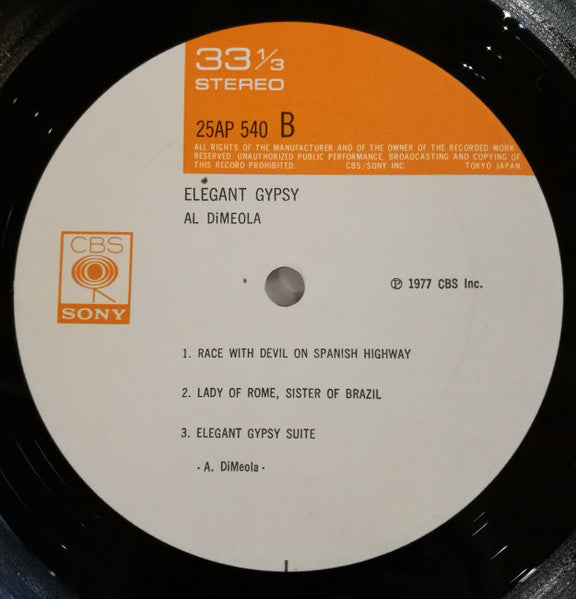 33 1/3
STEREO
25AP 540 B
ALL RIGHTS OF THE MANUFACTURER AND OF THE OWNER OF THE RECORDED WORK
RESERVED. UNAUTHORIZED PUBLIC PERFORMANCE, BROADCASTING AND COPYING OF
THIS RECORD PROHIBITED. CBS/SONY INC. TOKYO JAPAN.
ELEGANT GYPSY
AL DiMEOLA
CBS
SONY
℗ 1977 CBS Inc.
1. RACE WITH DEVIL ON SPANISH HIGHWAY
2. LADY OF ROME, SISTER OF BRAZIL
3. ELEGANT GYPSY SUITE
- A. DiMeola -